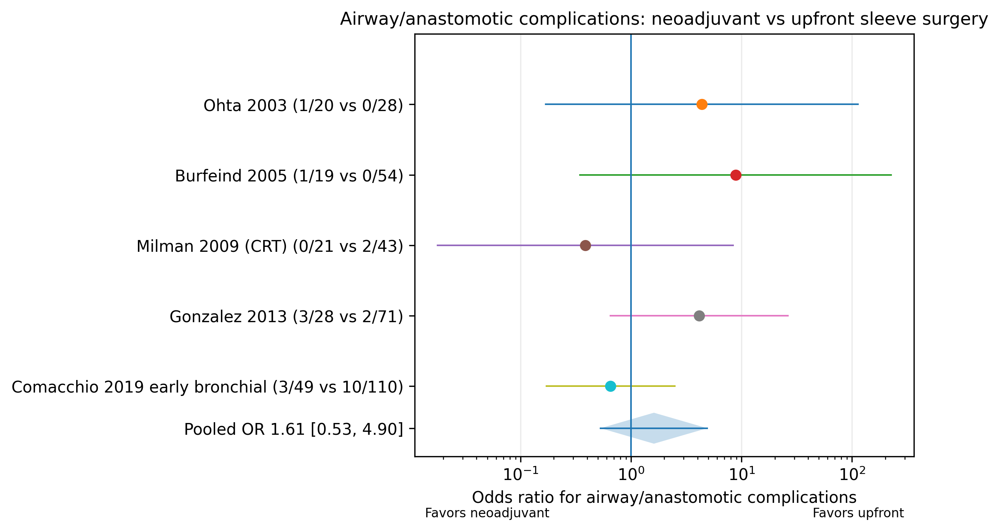 Airway/anastomotic complications: neoadjuvant vs upfront sleeve surgery
Ohta 2003 (1/20 vs 0/28)
Burfeind 2005 (1/19 vs 0/54)
Milman 2009 (CRT) (0/21 vs 2/43)
Gonzalez 2013 (3/28 vs 2/71)
Comacchio 2019 early bronchial (3/49 vs 10/110)
Pooled OR 1.61 [0.53, 4.90]
10⁻¹ 10⁰ 10¹ 10²
Odds ratio for airway/anastomotic complications
Favors neoadjuvant Favors upfront